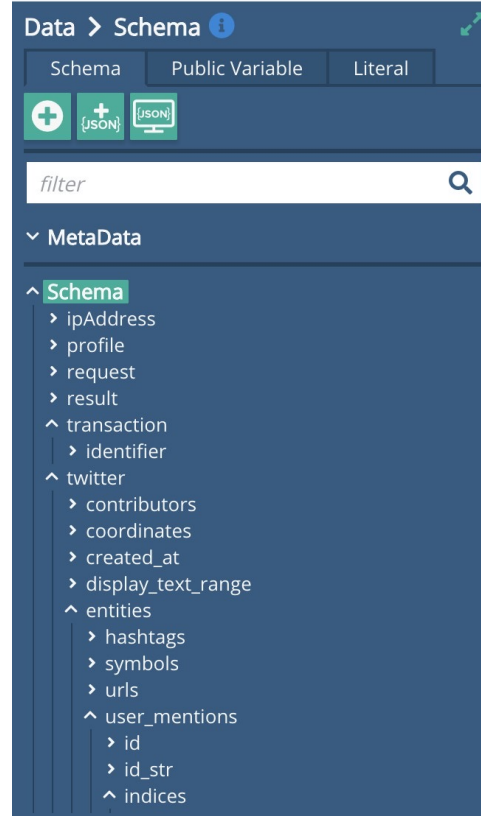 Data > Schema
Schema Public Variable Literal
{JSON} {JSON}
filter
MetaData
Schema
ipAddress
profile
request
result
transaction
identifier
twitter
contributors
coordinates
created_at
display_text_range
entities
hashtags
symbols
urls
user_mentions
id
id_str
indices